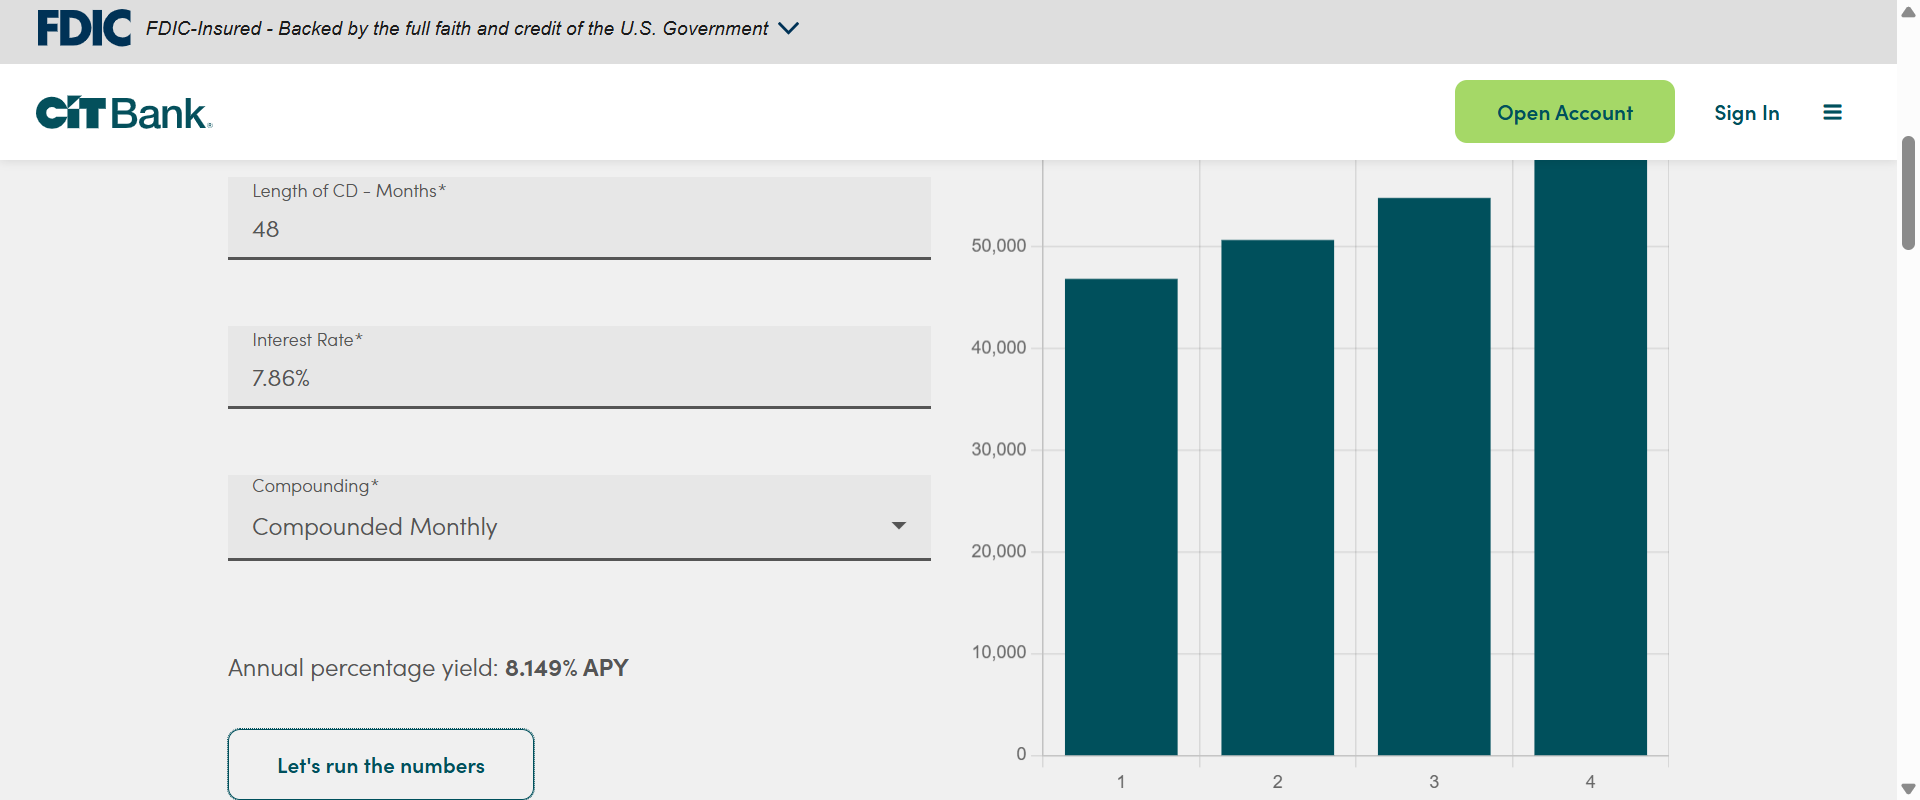 FDIC FDIC-Insured - Backed by the full faith and credit of the U.S. Government
CIT Bank®
Open Account
Sign In
Length of CD - Months*
48
Interest Rate*
7.86%
Compounding*
Compounded Monthly
Annual percentage yield: 8.149% APY
Let's run the numbers
50,000
40,000
30,000
20,000
10,000
0
1 2 3 4